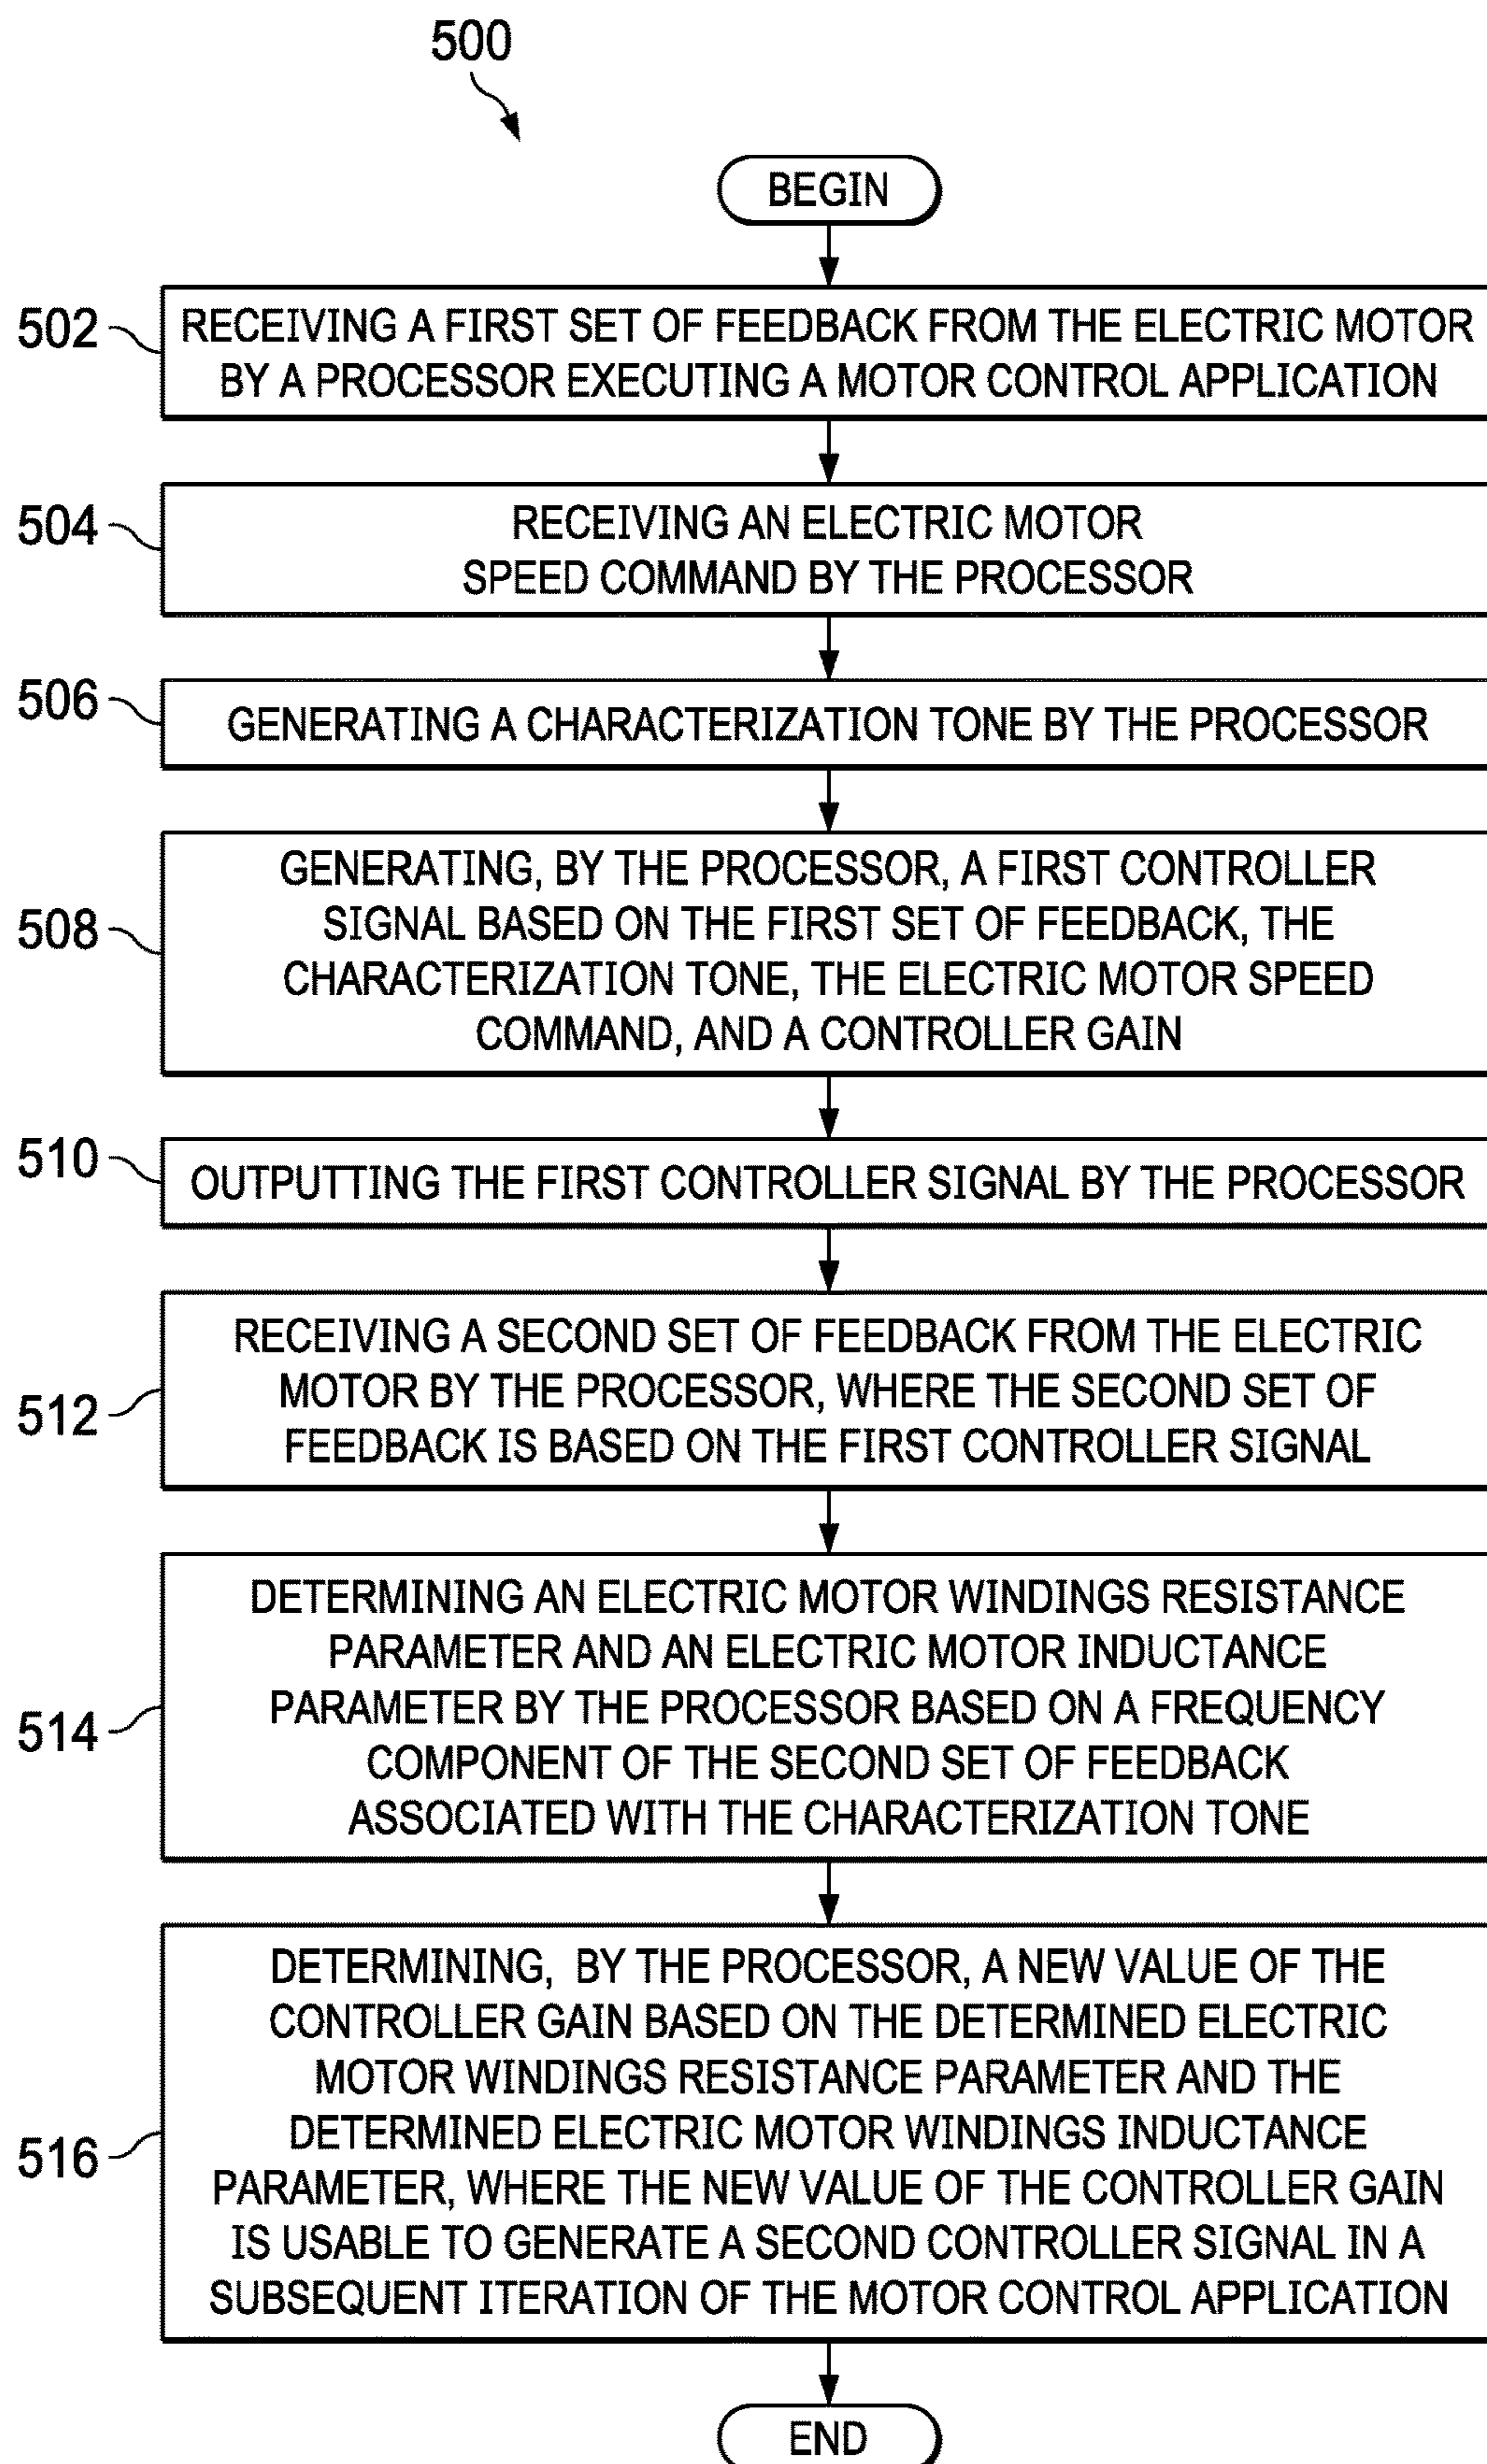 500
BEGIN
502
RECEIVING A FIRST SET OF FEEDBACK FROM THE ELECTRIC MOTOR
BY A PROCESSOR EXECUTING A MOTOR CONTROL APPLICATION
504
RECEIVING AN ELECTRIC MOTOR
SPEED COMMAND BY THE PROCESSOR
506
GENERATING A CHARACTERIZATION TONE BY THE PROCESSOR
508
GENERATING, BY THE PROCESSOR, A FIRST CONTROLLER
SIGNAL BASED ON THE FIRST SET OF FEEDBACK, THE
CHARACTERIZATION TONE, THE ELECTRIC MOTOR SPEED
COMMAND, AND A CONTROLLER GAIN
510
OUTPUTTING THE FIRST CONTROLLER SIGNAL BY THE PROCESSOR
512
RECEIVING A SECOND SET OF FEEDBACK FROM THE ELECTRIC
MOTOR BY THE PROCESSOR, WHERE THE SECOND SET OF
FEEDBACK IS BASED ON THE FIRST CONTROLLER SIGNAL
514
DETERMINING AN ELECTRIC MOTOR WINDINGS RESISTANCE
PARAMETER AND AN ELECTRIC MOTOR INDUCTANCE
PARAMETER BY THE PROCESSOR BASED ON A FREQUENCY
COMPONENT OF THE SECOND SET OF FEEDBACK
ASSOCIATED WITH THE CHARACTERIZATION TONE
516
DETERMINING, BY THE PROCESSOR, A NEW VALUE OF THE
CONTROLLER GAIN BASED ON THE DETERMINED ELECTRIC
MOTOR WINDINGS RESISTANCE PARAMETER AND THE
DETERMINED ELECTRIC MOTOR WINDINGS INDUCTANCE
PARAMETER, WHERE THE NEW VALUE OF THE CONTROLLER GAIN
IS USABLE TO GENERATE A SECOND CONTROLLER SIGNAL IN A
SUBSEQUENT ITERATION OF THE MOTOR CONTROL APPLICATION
END